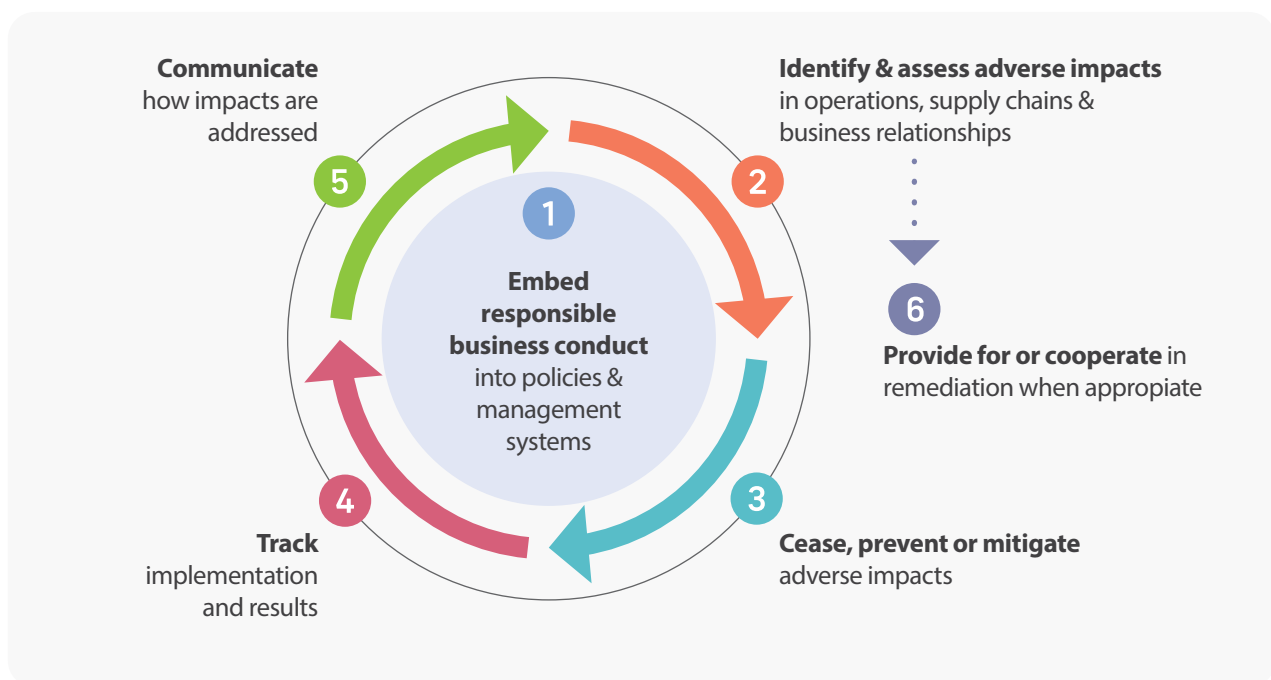 1
Embed
responsible
business conduct
into policies &
management
systems
2
Identify & assess adverse impacts
in operations, supply chains &
business relationships
3
Cease, prevent or mitigate
adverse impacts
4
Track
implementation
and results
5
Communicate
how impacts are
addressed
6
Provide for or cooperate in
remediation when appropiate